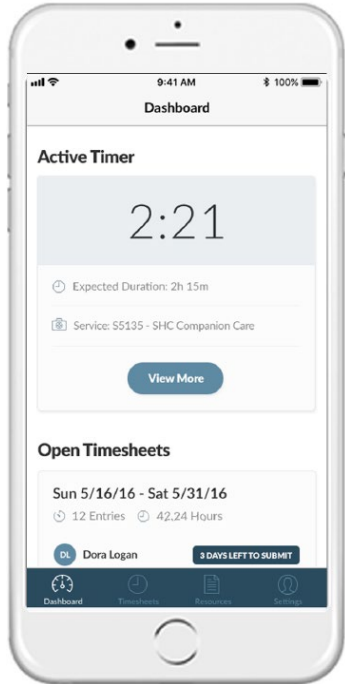 9:41 AM
100%
Dashboard
Active Timer
2:21
Expected Duration: 2h 15m
Service: S5135 - SHC Companion Care
View More
Open Timesheets
Sun 5/16/16 - Sat 5/31/16
12 Entries 42.24 Hours
DL Dora Logan 3 DAYS LEFT TO SUBMIT
Dashboard Timesheets Resources Settings